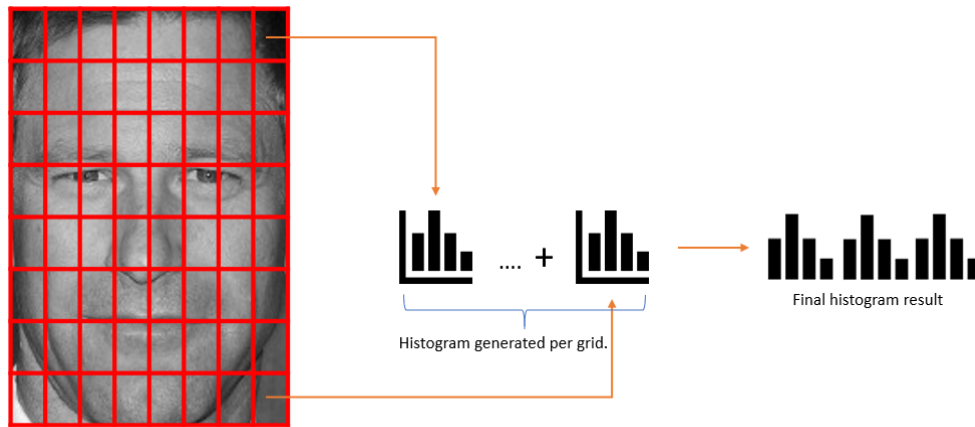 .... +
Histogram generated per grid.
Final histogram result